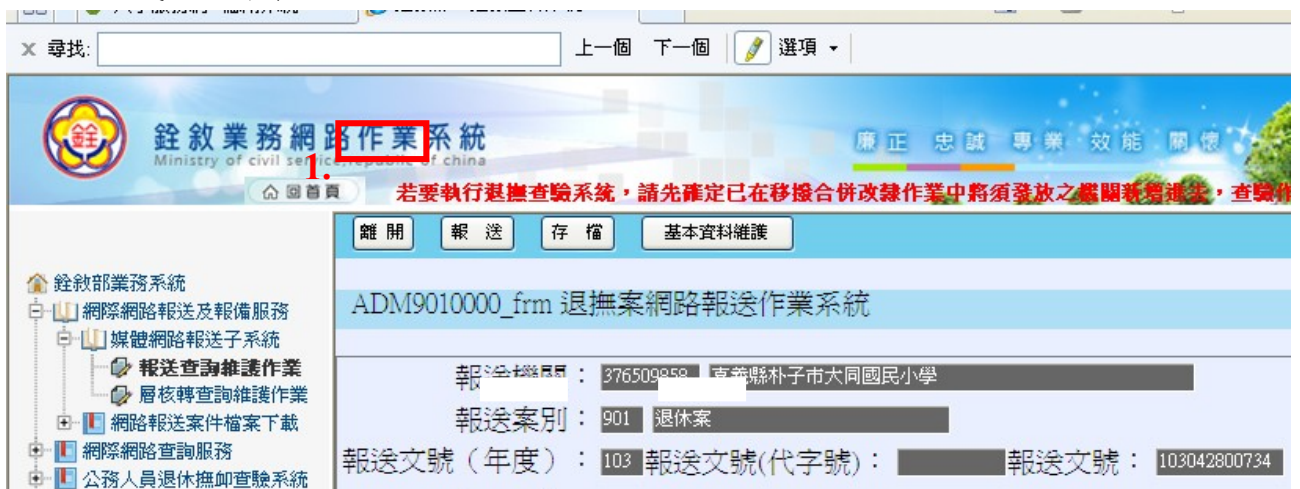 x 尋找: 上一個 下一個 選項
銓 銓敘業務網路作業系統
Ministry of civil service,republic of china
廉正 忠誠 專業 效能 關懷
1.
回首頁
若要執行退撫查驗系統，請先確定已在移撥合併改隸作業中將須發放之機關新增進去，查驗作
離開 報送 存檔 基本資料維護
銓敘部業務系統
網際網路報送及報備服務
媒體網路報送子系統
報送查詢維護作業
層核轉查詢維護作業
網路報送案件檔案下載
網際網路查詢服務
公務人員退休撫卹查驗系統
ADM9010000_frm 退撫案網路報送作業系統
報送機關： 376509858 嘉義縣朴子市大同國民小學
報送案別： 901 退休案
報送文號（年度）： 103 報送文號(代字號)： 報送文號： 103042800734